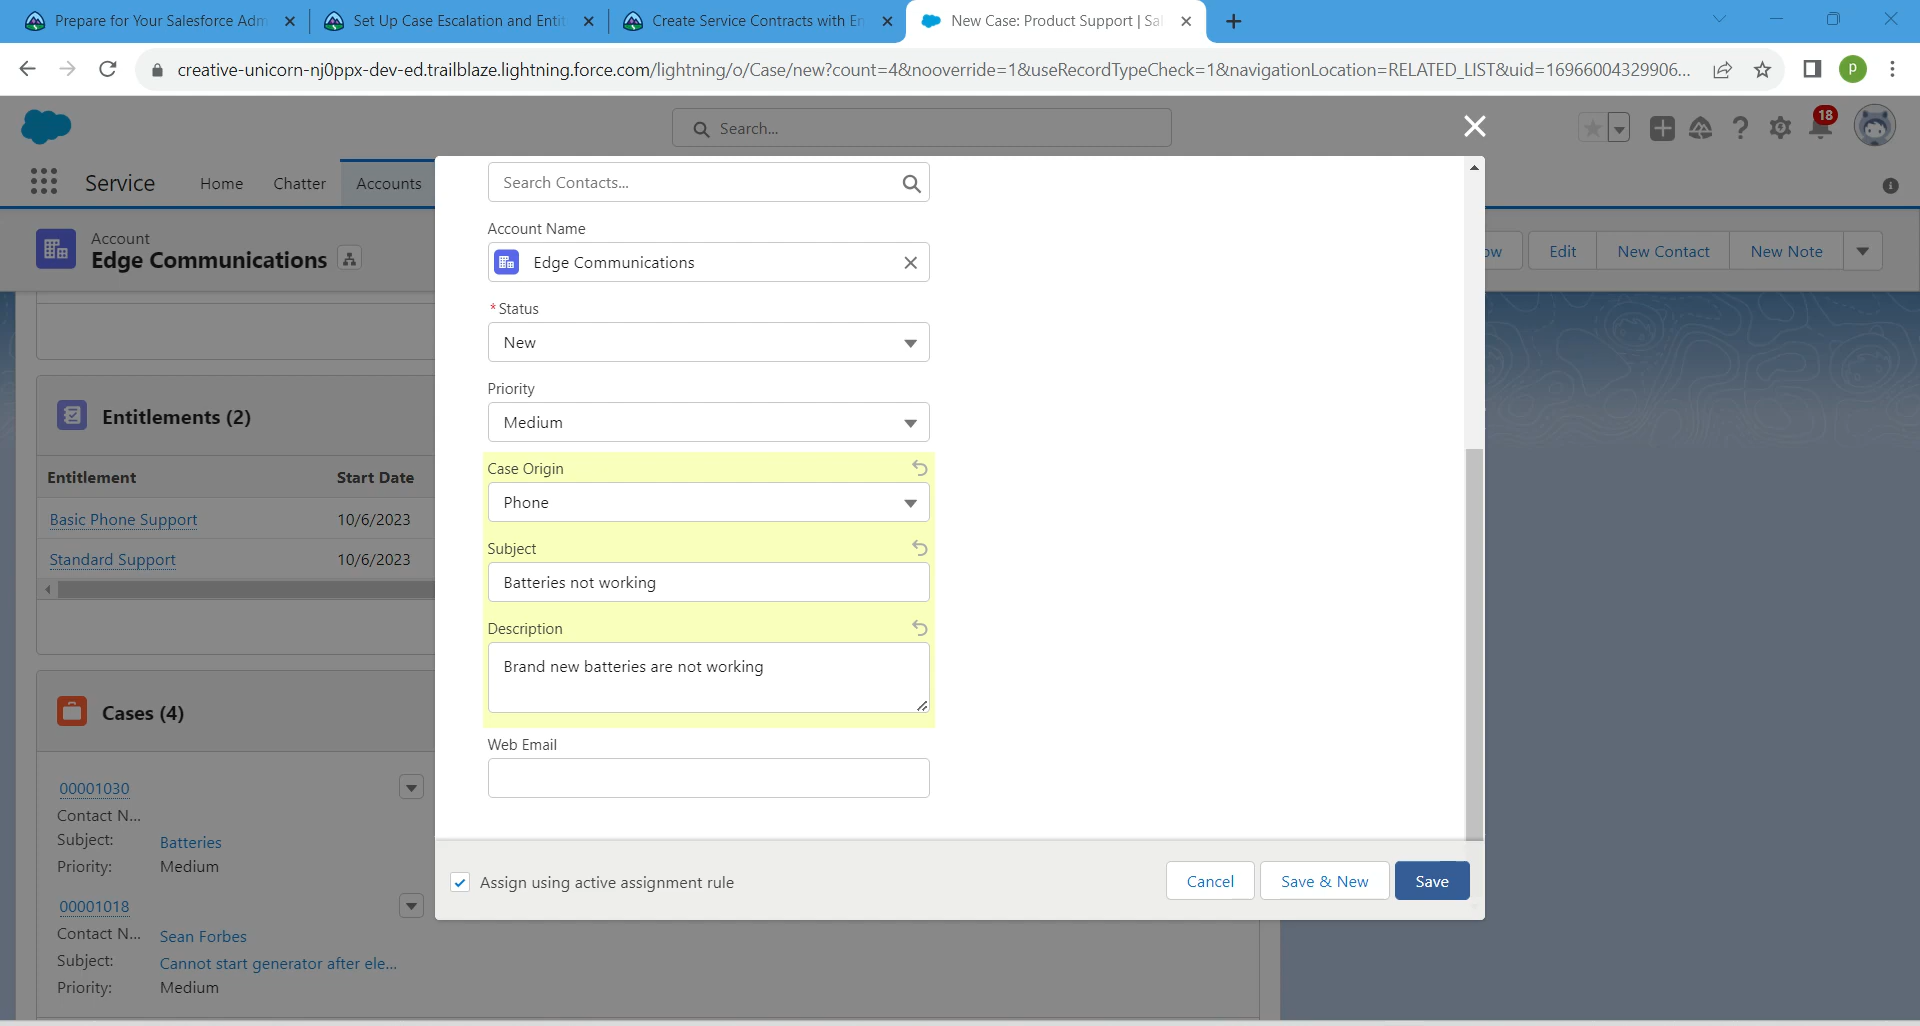 Prepare for Your Salesforce Adm
Set Up Case Escalation and Entit
Create Service Contracts with En
New Case: Product Support | Sal
creative-unicorn-nj0ppx-dev-ed.trailblaze.lightning.force.com/lightning/o/Case/new?count=4&nooverride=1&useRecordTypeCheck=1&navigationLocation=RELATED_LIST&uid=16966004329906...
P
Search...
18
Service
Home
Chatter
Accounts
Account
Edge Communications
ow
Edit
New Contact
New Note
Entitlements (2)
Entitlement
Start Date
Basic Phone Support
10/6/2023
Standard Support
10/6/2023
Cases (4)
00001030
Contact N...
Subject:
Batteries
Priority:
Medium
00001018
Contact N...
Sean Forbes
Subject:
Cannot start generator after ele...
Priority:
Medium
Search Contacts...
Account Name
Edge Communications
*Status
New
Priority
Medium
Case Origin
Phone
Subject
Batteries not working
Description
Brand new batteries are not working
Web Email
Assign using active assignment rule
Cancel
Save & New
Save